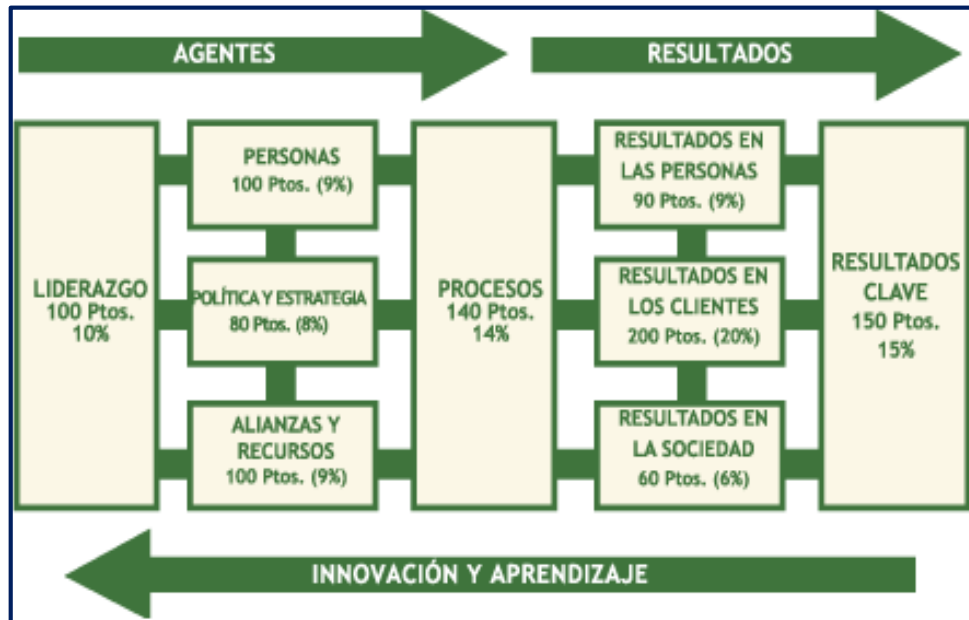 AGENTES
RESULTADOS
LIDERAZGO
100 Ptos.
10%
PERSONAS
100 Ptos. (9%)
POLÍTICA Y ESTRATEGIA
80 Ptos. (8%)
ALIANZAS Y
RECURSOS
100 Ptos. (9%)
PROCESOS
140 Ptos.
14%
RESULTADOS EN
LAS PERSONAS
90 Ptos. (9%)
RESULTADOS EN
LOS CLIENTES
200 Ptos. (20%)
RESULTADOS EN
LA SOCIEDAD
60 Ptos. (6%)
RESULTADOS
CLAVE
150 Ptos.
15%
INNOVACIÓN Y APRENDIZAJE